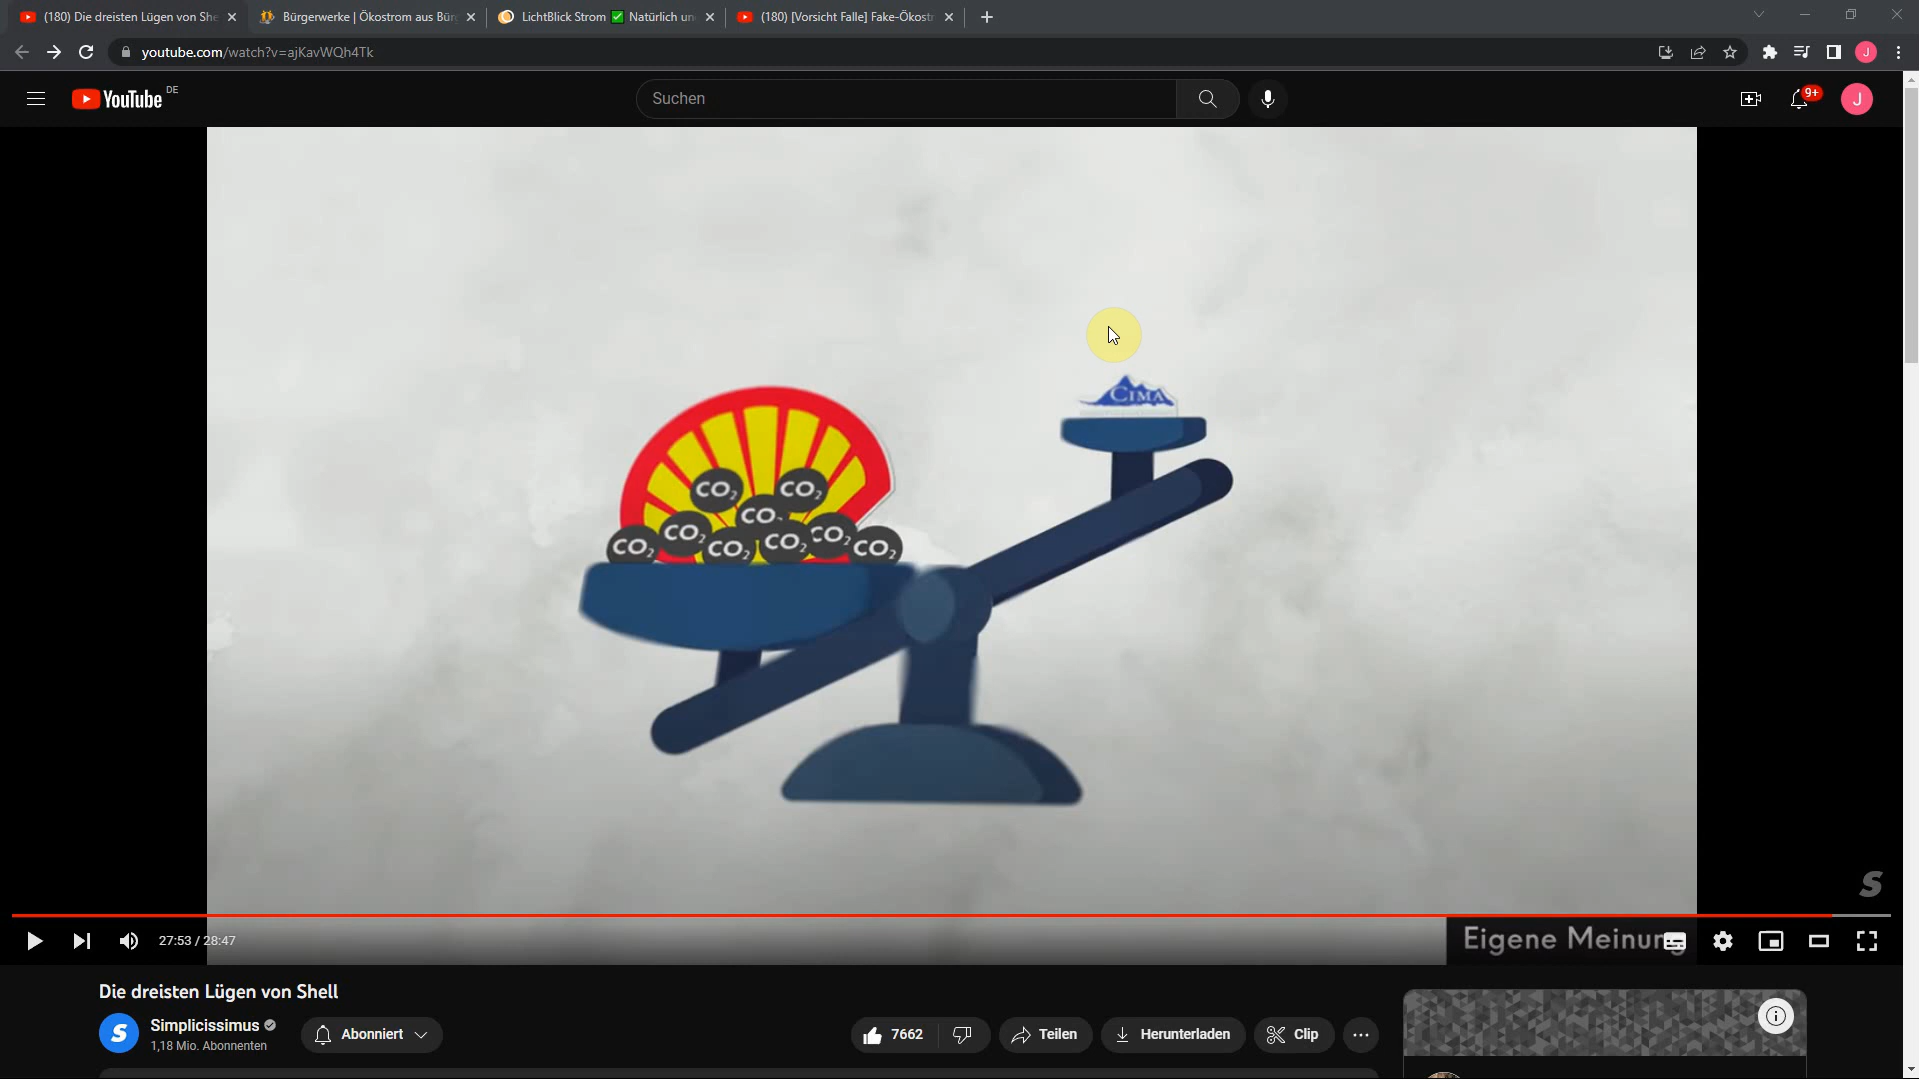 (180) Die dreisten Lügen von She
Bürgerwerke | Ökostrom aus Bür
LichtBlick Strom ✅ Natürlich un
(180) [Vorsicht Falle] Fake-Ökost
youtube.com/watch?v=ajKavWQh4Tk
YouTube DE
Suchen
9+
J
J
CIMA
CO₂ CO₂
CO₂
CO₂ CO₂
CO₂ CO₂ CO₂ CO₂
S
27:53 / 28:47
Eigene Meinung
Die dreisten Lügen von Shell
S
Simplicissimus
1,18 Mio. Abonnenten
Abonniert
7662
Teilen
Herunterladen
Clip